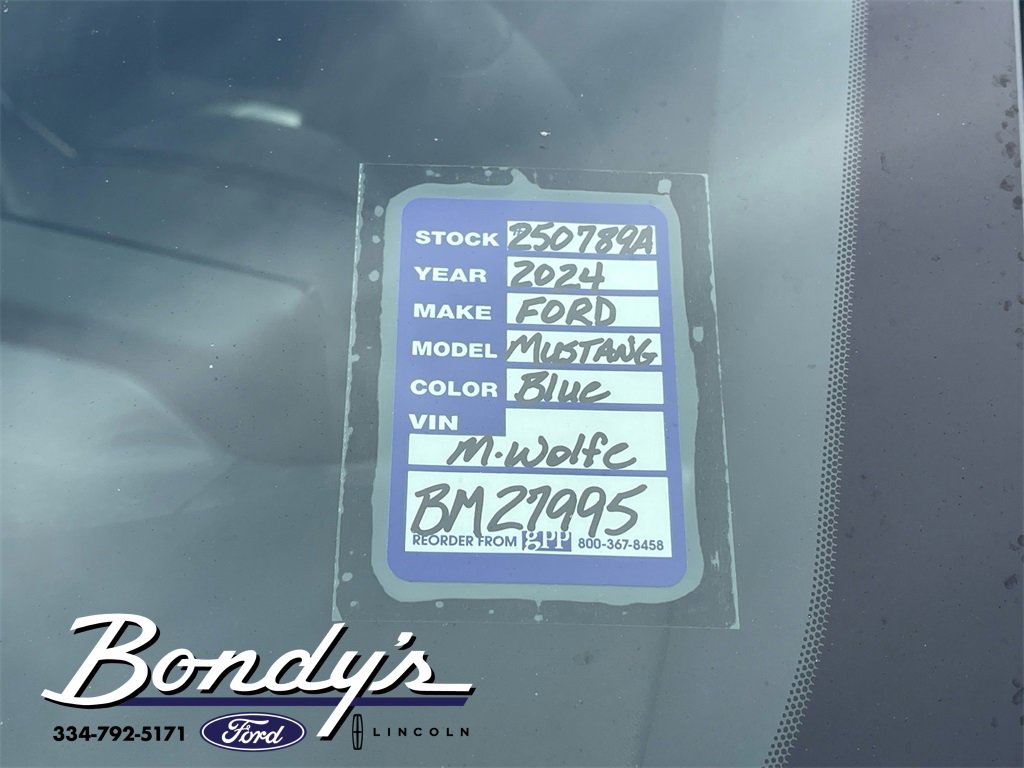 STOCK 250789A
YEAR 2024
MAKE FORD
MODEL MUSTANG
COLOR Blue
VIN
M. Wolfe
BM27995
REORDER FROM gPP 800-367-8458
Bondy's
334-792-5171 Ford LINCOLN